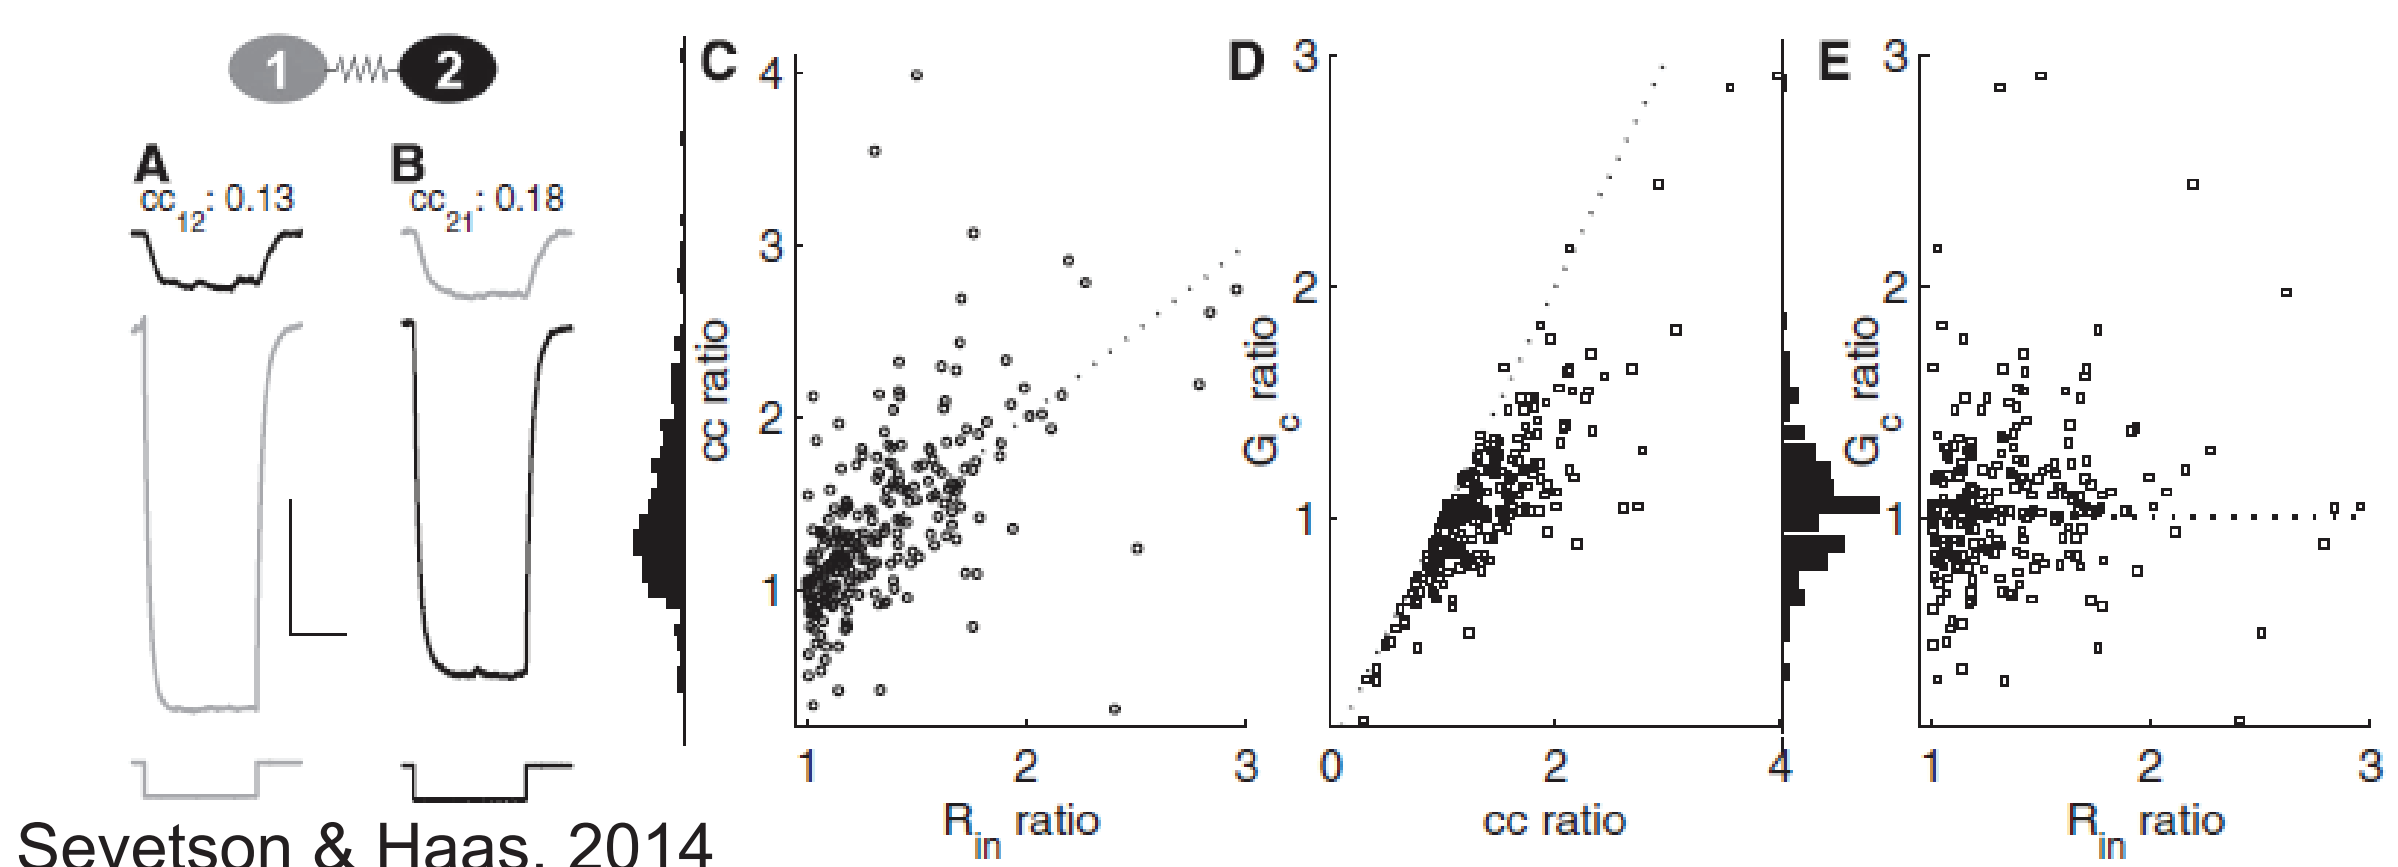 1 2
A
cc12: 0.13
B
cc21: 0.18
C
cc ratio
4
3
2
1
1 2 3
Rin ratio
D
Gc ratio
3
2
1
0 2 4
cc ratio
E
Gc ratio
3
2
1
1 2 3
Rin ratio
Sevetson & Haas, 2014